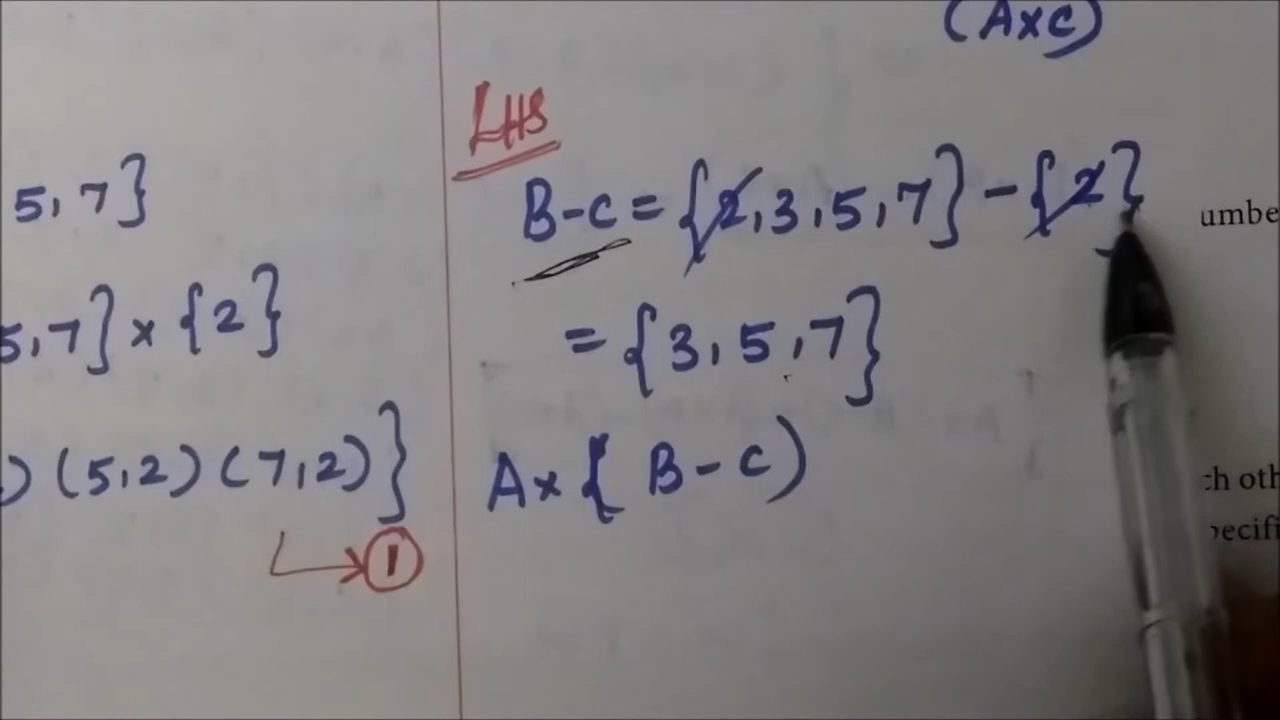 (A×C)
LHS
5, 7}
B-C = {2, 3, 5, 7} - {2}
5, 7} × {2}
= {3, 5, 7}
) (5,2) (7,2)}
A× { B-C)
1
umbe
ch oth
pecifi